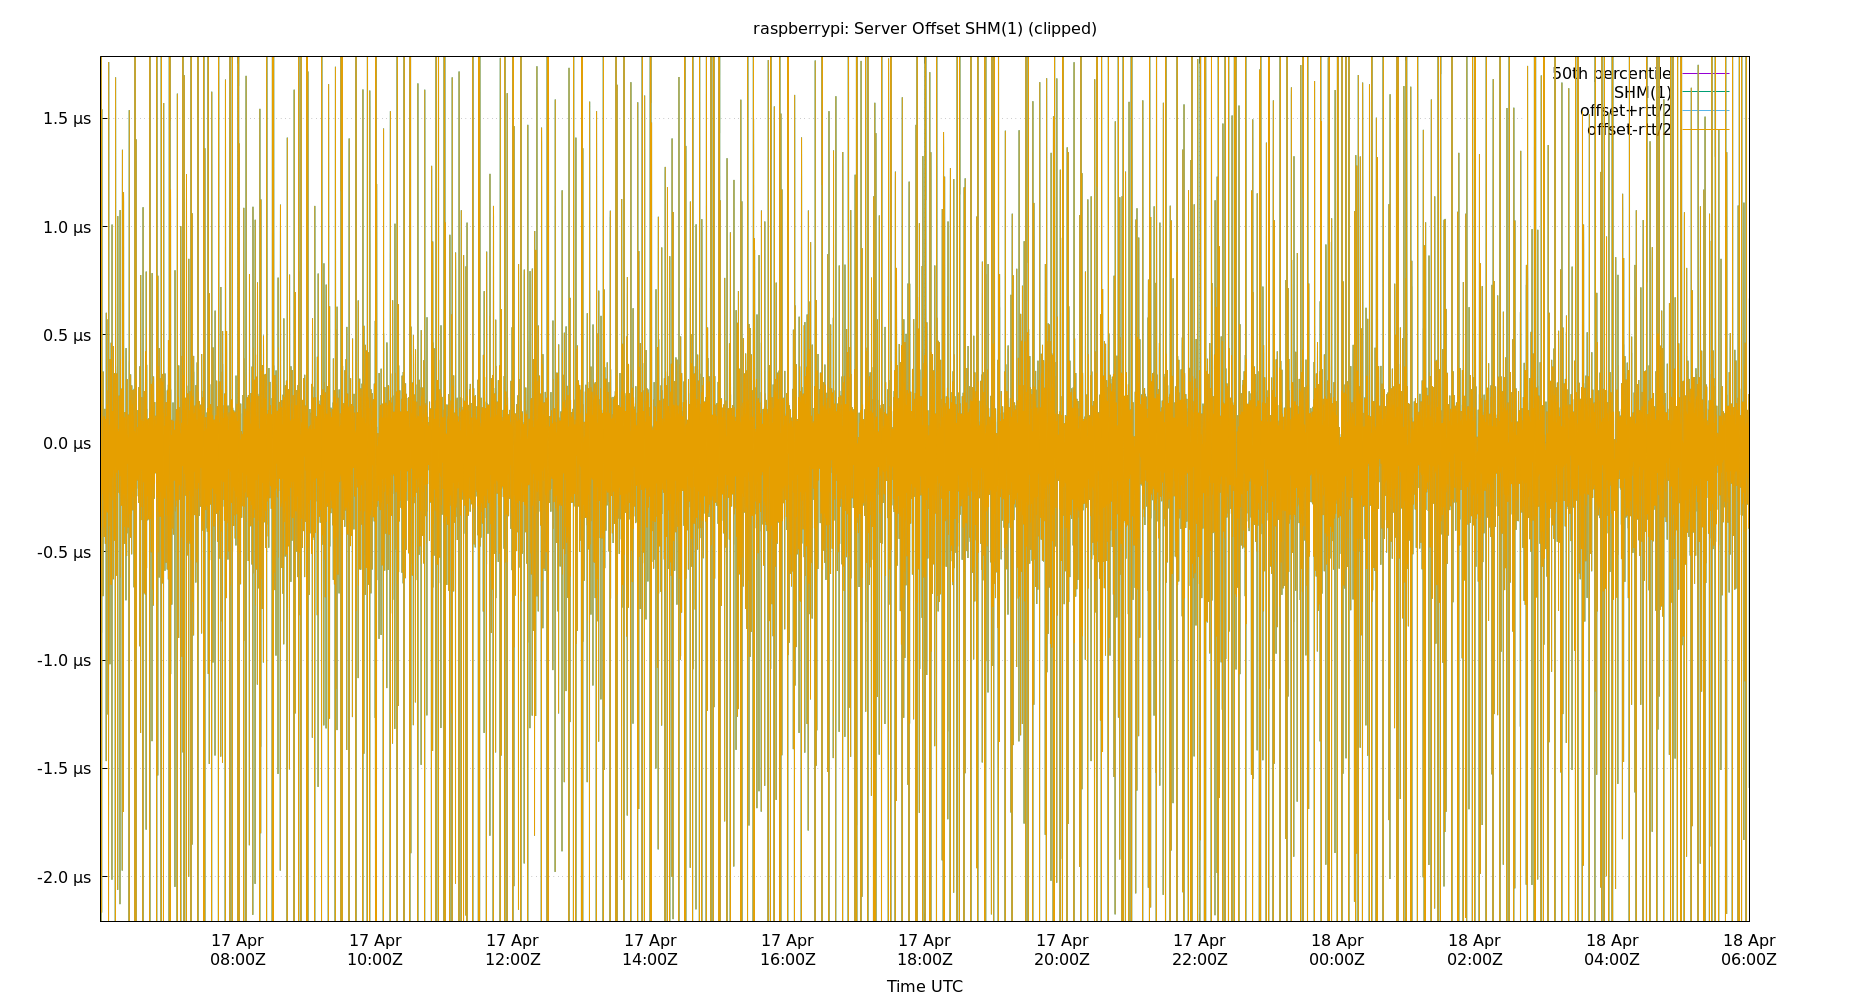 raspberrypi: Server Offset SHM(1) (clipped)
50th percentile
SHM(1)
offset+rtt/2
offset-rtt/2
1.5 µs
1.0 µs
0.5 µs
0.0 µs
-0.5 µs
-1.0 µs
-1.5 µs
-2.0 µs
17 Apr 17 Apr 17 Apr 17 Apr 17 Apr 17 Apr 17 Apr 17 Apr 18 Apr 18 Apr 18 Apr 18 Apr
08:00Z 10:00Z 12:00Z 14:00Z 16:00Z 18:00Z 20:00Z 22:00Z 00:00Z 02:00Z 04:00Z 06:00Z
Time UTC